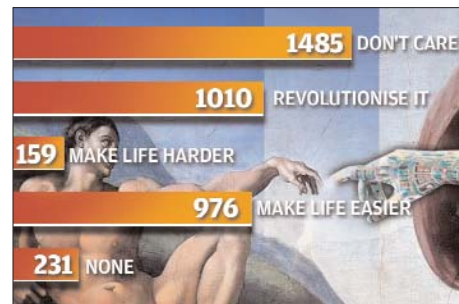 1485 DON'T CARE
1010 REVOLUTIONISE IT
159 MAKE LIFE HARDER
976 MAKE LIFE EASIER
231 NONE